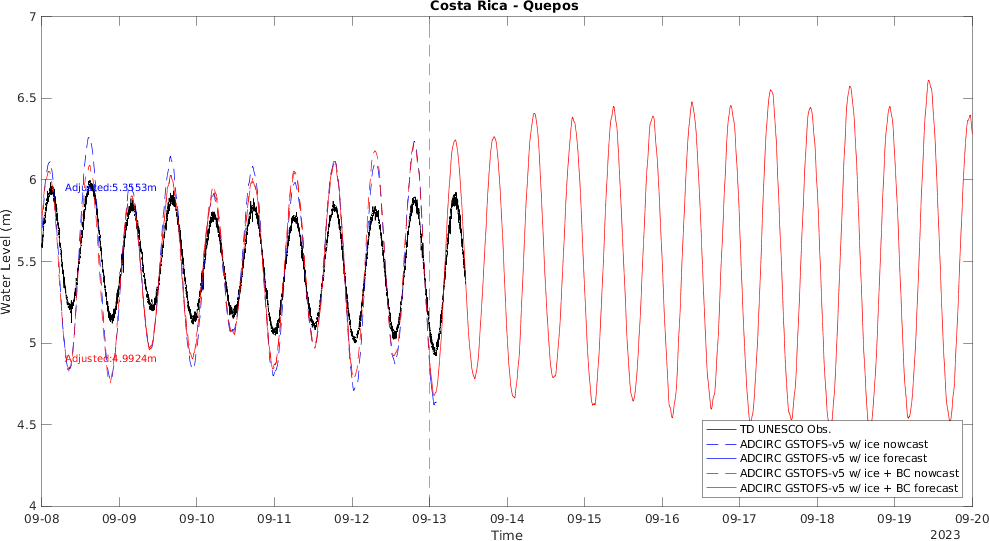 Costa Rica - Quepos
7
6.5
6
5.5
5
4.5
4
Water Level (m)
Adjusted:5.3553m
Adjusted:4.9924m
TD UNESCO Obs.
ADCIRC GSTOFS-v5 w/ ice nowcast
ADCIRC GSTOFS-v5 w/ ice forecast
ADCIRC GSTOFS-v5 w/ ice + BC nowcast
ADCIRC GSTOFS-v5 w/ ice + BC forecast
09-08 09-09 09-10 09-11 09-12 09-13 09-14 09-15 09-16 09-17 09-18 09-19 09-20
Time
2023